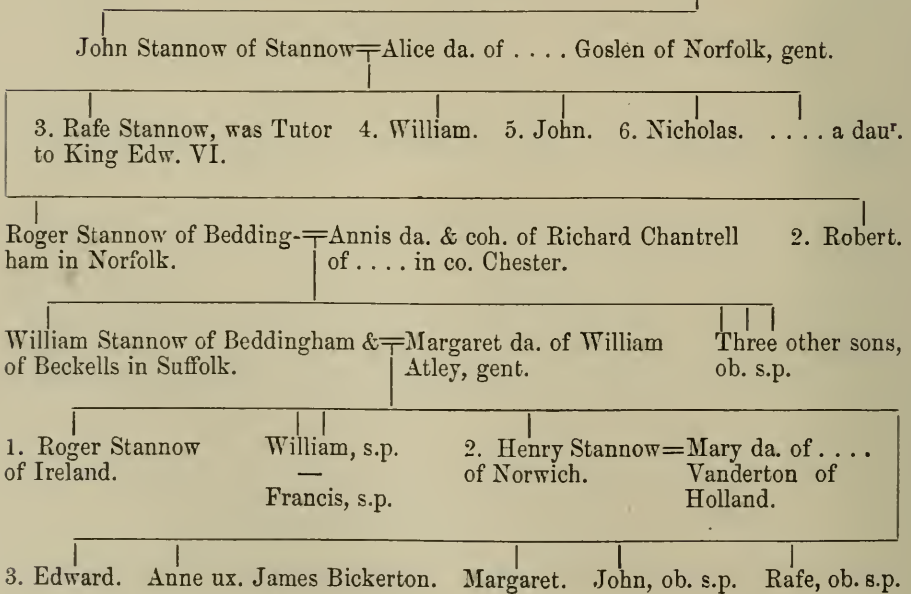 John Stannow of Stannow=Alice da. of . . . . Goslen of Norfolk, gent.
3. Rafe Stannow, was Tutor to King Edw. VI.
4. William.
5. John.
6. Nicholas.
. . . . a daur.
Roger Stannow of Bedding-
ham in Norfolk.
=Annis da. & coh. of Richard Chantrell
of . . . . in co. Chester.
2. Robert.
William Stannow of Beddingham &
of Beckells in Suffolk.
=Margaret da. of William
Atley, gent.
Three other sons,
ob. s.p.
1. Roger Stannow
of Ireland.
William, s.p.
—
Francis, s.p.
2. Henry Stannow
of Norwich.
=Mary da. of . . . .
Vanderton of
Holland.
3. Edward. Anne ux. James Bickerton. Margaret. John, ob. s.p. Rafe, ob. s.p.